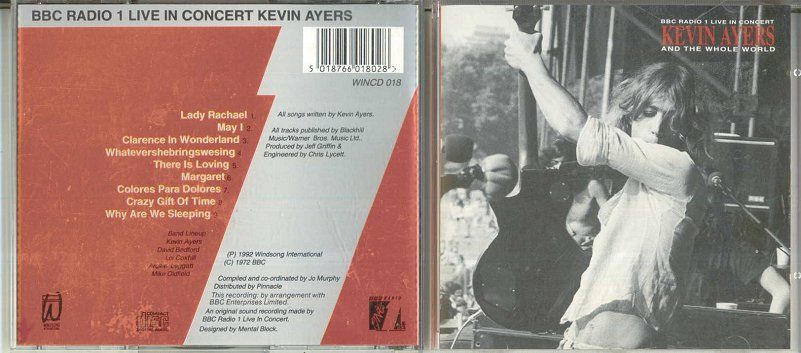 BBC RADIO 1 LIVE IN CONCERT KEVIN AYERS
5 018766 018028 >
WINCD 018
Lady Rachael 1.
May I 2.
Clarence In Wonderland 3.
Whatevershebringswesing 4.
There Is Loving 5.
Margaret 6.
Colores Para Dolores 7.
Crazy Gift Of Time 8.
Why Are We Sleeping 9.
Band Lineup
Kevin Ayers
David Bedford
Lol Coxhill
Archie Leggatt
Mike Oldfield
All songs written by Kevin Ayers.
All tracks published by Blackhill
Music/Warner Bros. Music Ltd..
Produced by Jeff Griffin &
Engineered by Chris Lycett.
(P) 1992 Windsong International
(C) 1972 BBC
Compiled and co-ordinated by Jo Murphy
Distributed by Pinnacle
This recording: by arrangement with
BBC Enterprises Limited.
An original sound recording made by
BBC Radio 1 Live In Concert.
Designed by Mental Block.
BBC RADIO
BBC RADIO 1 LIVE IN CONCERT
KEVIN AYERS
AND THE WHOLE WORLD